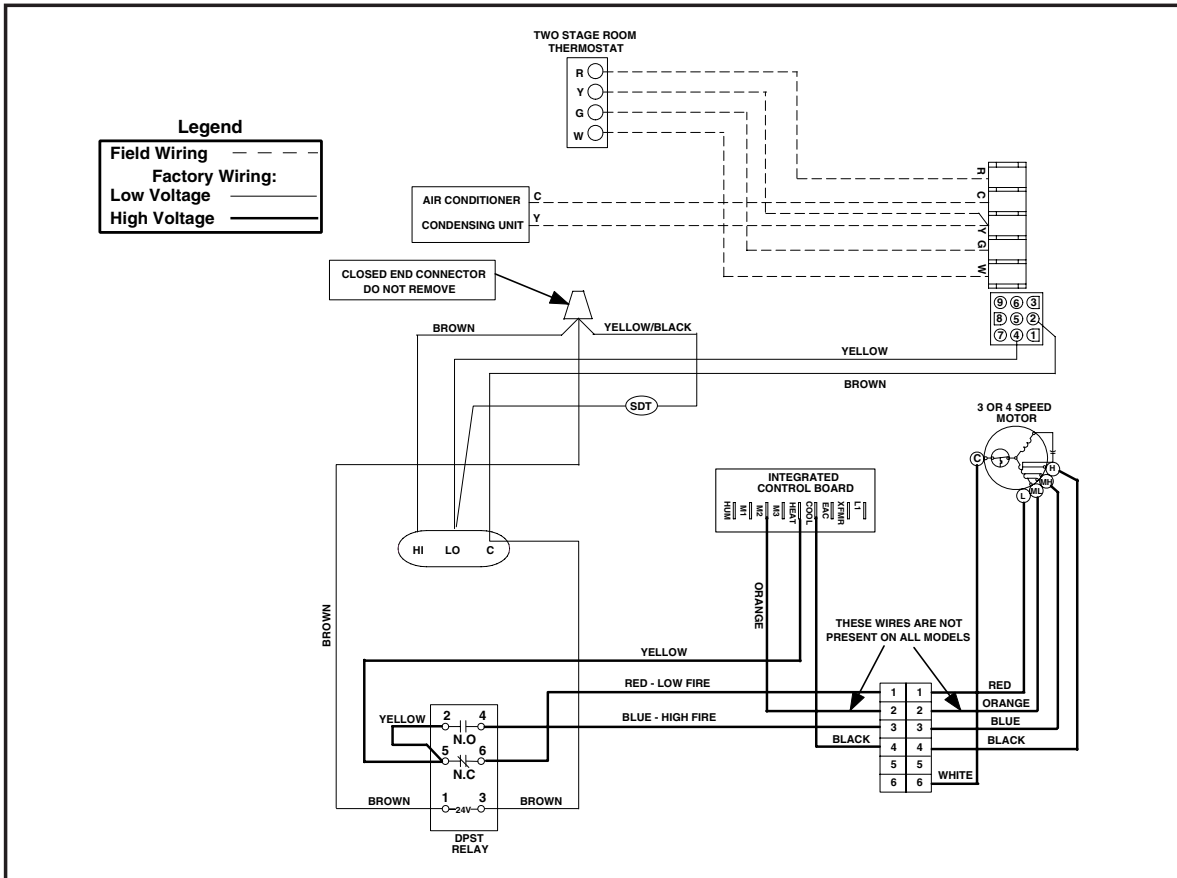 TWO STAGE ROOM
THERMOSTAT
R
Y
G
W
Legend
Field Wiring
Factory Wiring:
Low Voltage
High Voltage
AIR CONDITIONER
CONDENSING UNIT
C
Y
R
C
Y
G
W
CLOSED END CONNECTOR
DO NOT REMOVE
9 6 3
8 5 2
7 4 1
BROWN
YELLOW/BLACK
YELLOW
BROWN
SDT
3 OR 4 SPEED
MOTOR
C
H
MH
ML
L
INTEGRATED
CONTROL BOARD
HUM
M1
M2
M3
HEAT
COOL
EAC
XFMR
L1
HI LO C
BROWN
ORANGE
THESE WIRES ARE NOT
PRESENT ON ALL MODELS
YELLOW
RED - LOW FIRE
BLUE - HIGH FIRE
BLACK
1 1
2 2
3 3
4 4
5 5
6 6
RED
ORANGE
BLUE
BLACK
WHITE
YELLOW
2 4
N.O
5 6
N.C
BROWN
1 3
24V
BROWN
DPST
RELAY